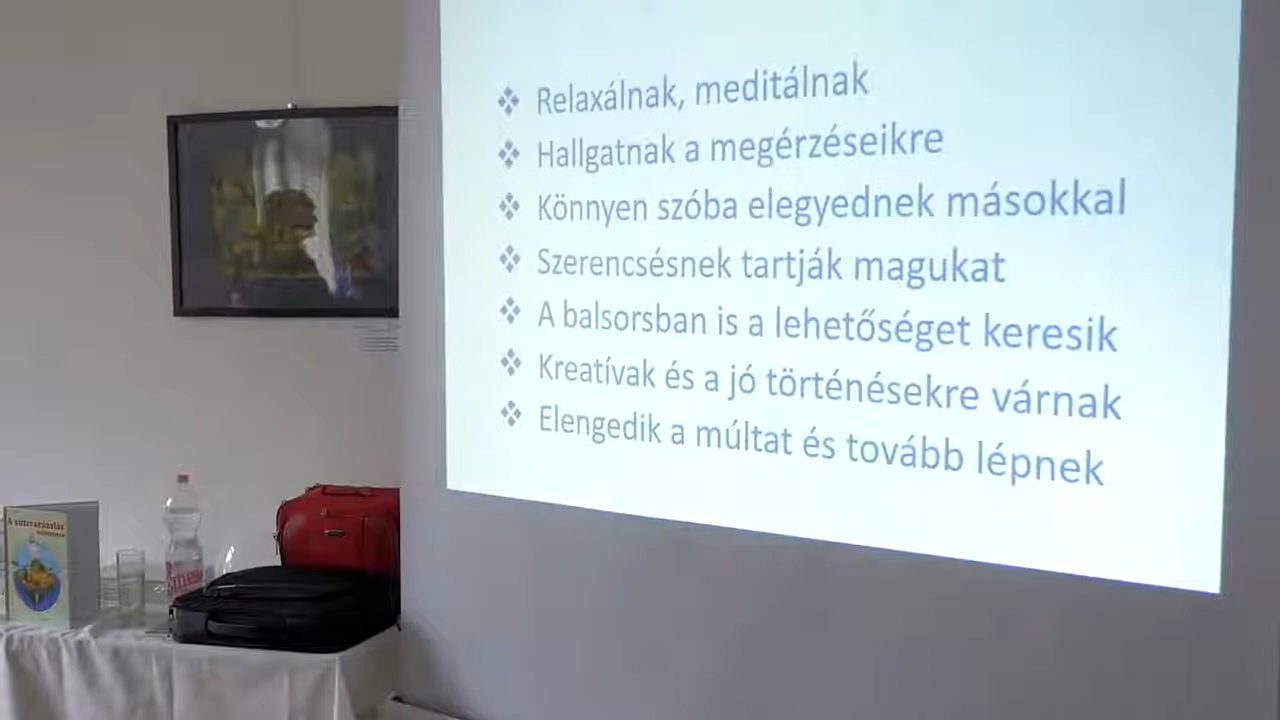 Relaxálnak, meditálnak
Hallgatnak a megérzéseikre
Könnyen szóba elegyednek másokkal
Szerencsésnek tartják magukat
A balsorsban is a lehetőséget keresik
Kreatívak és a jó történésekre várnak
Elengedik a múltat és tovább lépnek